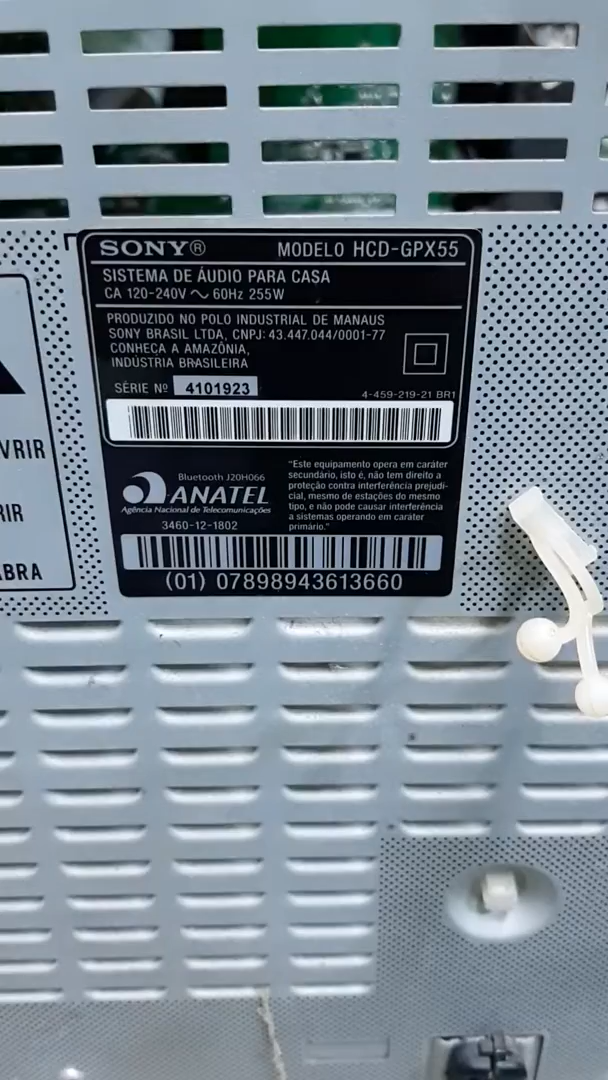 SONY® MODELO HCD-GPX55
SISTEMA DE ÁUDIO PARA CASA
CA 120-240V ~ 60Hz 255W
PRODUZIDO NO POLO INDUSTRIAL DE MANAUS
SONY BRASIL LTDA, CNPJ: 43.447.044/0001-77
CONHEÇA A AMAZÔNIA,
INDÚSTRIA BRASILEIRA
SÉRIE Nº 4101923
4-459-219-21 BR1
Bluetooth J20H066
ANATEL
Agência Nacional de Telecomunicações
3460-12-1802
"Este equipamento opera em caráter
secundário, isto é, não tem direito a
proteção contra interferência prejudi-
cial, mesmo de estações do mesmo
tipo, e não pode causar interferência
a sistemas operando em caráter
primário."
(01) 07898943613660